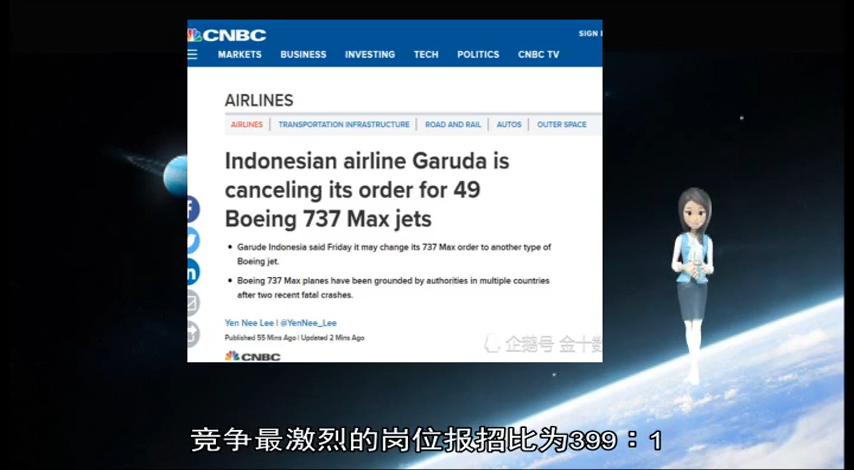 CNBC
SIGN I
MARKETS BUSINESS INVESTING TECH POLITICS CNBC TV
AIRLINES
AIRLINES TRANSPORTATION INFRASTRUCTURE ROAD AND RAIL AUTOS OUTER SPACE
Indonesian airline Garuda is
canceling its order for 49
Boeing 737 Max jets
• Garude Indonesia said Friday it may change its 737 Max order to another type of
Boeing jet.
• Boeing 737 Max planes have been grounded by authorities in multiple countries
after two recent fatal crashes.
Yen Nee Lee | @YenNee_Lee
Published 55 Mins Ago | Updated 2 Mins Ago
CNBC
企鹅号 金十数
竞争最激烈的岗位报招比为399:1